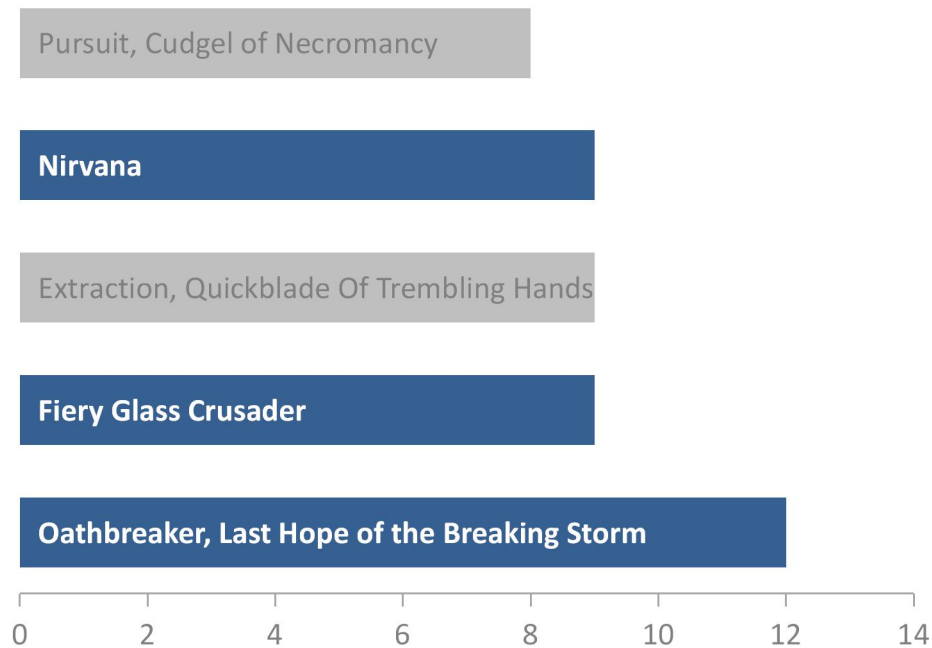 Pursuit, Cudgel of Necromancy
Nirvana
Extraction, Quickblade Of Trembling Hands
Fiery Glass Crusader
Oathbreaker, Last Hope of the Breaking Storm
0 2 4 6 8 10 12 14